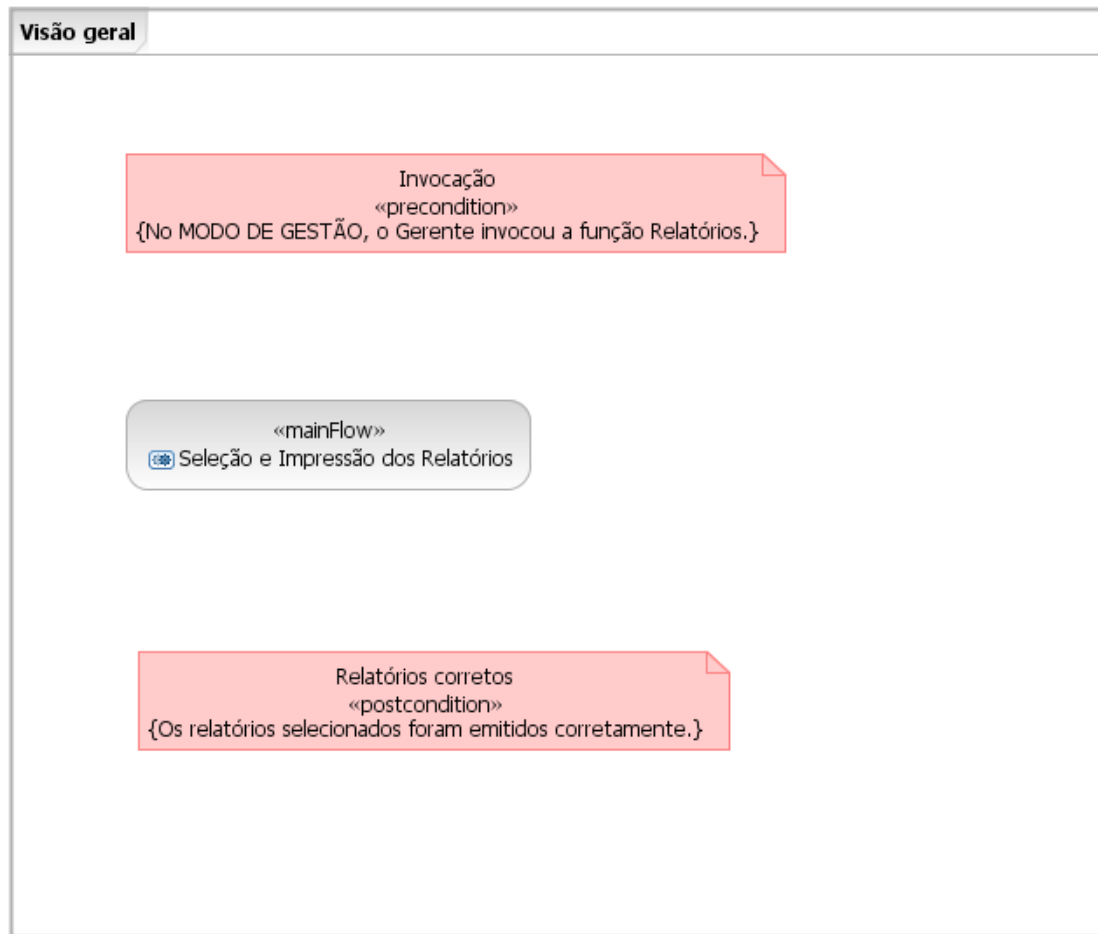 Visão geral
Invocação
«precondition»
{No MODO DE GESTÃO, o Gerente invocou a função Relatórios.}
«mainFlow»
Seleção e Impressão dos Relatórios
Relatórios corretos
«postcondition»
{Os relatórios selecionados foram emitidos corretamente.}